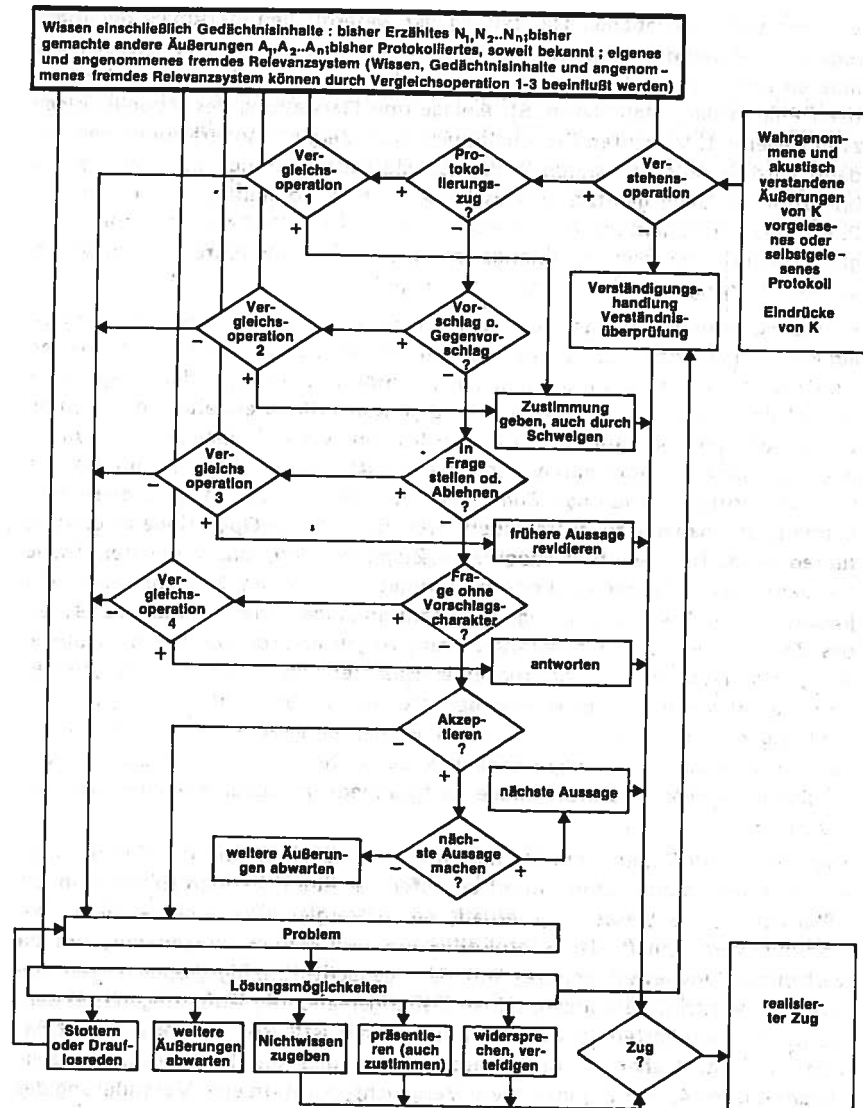 Wissen einschließlich Gedächtnisinhalte : bisher Erzähltes N1,N2..Nn;bisher
gemachte andere Äußerungen A1,A2..An;bisher Protokolliertes, soweit bekannt ; eigenes
und angenommenes fremdes Relevanzsystem (Wissen, Gedächtnisinhalte und angenom–
menes fremdes Relevanzsystem können durch Vergleichsoperation 1-3 beeinflußt werden)
Ver-
gleichs-
operation
1
–
+
Pro-
tokol-
lierungs-
zug
?
+
–
Ver-
stehens-
operation
+
–
Wahrgenom-
mene und
akustisch
verstandene
Äußerungen
von K
vorgelese-
nes oder
selbstgele-
senes
Protokoll
Eindrücke
von K
Verständigungs-
handlung
Verständnis-
überprüfung
Ver-
gleichs-
operation
2
–
+
Vor-
schlag o.
Gegenvor-
schlag
?
+
–
Zustimmung
geben, auch durch
Schweigen
Ver-
gleichs
operation
3
–
+
In
Frage
stellen od.
Ablehnen
?
+
–
frühere Aussage
revidieren
Ver-
gleichs-
operation
4
–
+
Fra-
ge ohne
Vorschlags-
charakter
?
+
–
antworten
Akzep-
tieren
?
–
+
nächste Aussage
näch-
ste Aussage
machen
?
–
+
weitere Äußerun-
gen abwarten
Problem
Lösungsmöglichkeiten
Stottern
oder Drauf-
losreden
weitere
Äußerungen
abwarten
Nichtwissen
zugeben
präsentie-
ren (auch
zustimmen)
widerspre-
chen, ver-
teidigen
Zug
?
realisier-
ter Zug